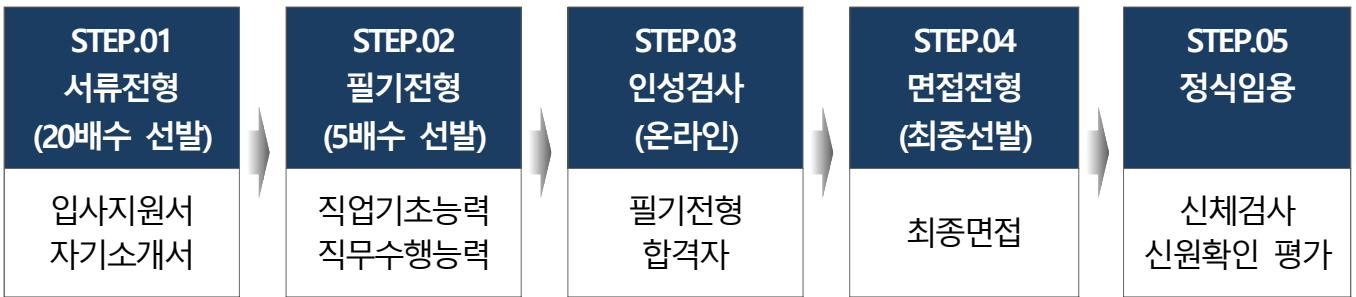 STEP.01
서류전형
(20배수 선발)
입사지원서
자기소개서
STEP.02
필기전형
(5배수 선발)
직업기초능력
직무수행능력
STEP.03
인성검사
(온라인)
필기전형
합격자
STEP.04
면접전형
(최종선발)
최종면접
STEP.05
정식임용
신체검사
신원확인 평가